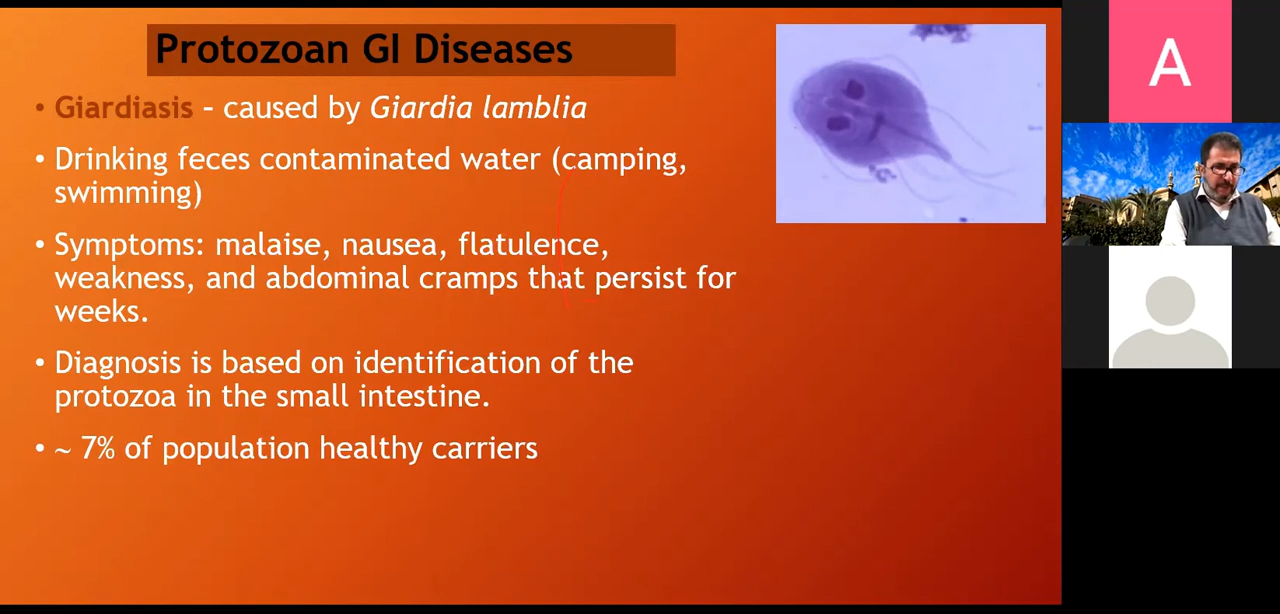 Protozoan GI Diseases
• Giardiasis – caused by Giardia lamblia
• Drinking feces contaminated water (camping,
swimming)
• Symptoms: malaise, nausea, flatulence,
weakness, and abdominal cramps that persist for
weeks.
• Diagnosis is based on identification of the
protozoa in the small intestine.
• ~ 7% of population healthy carriers
A